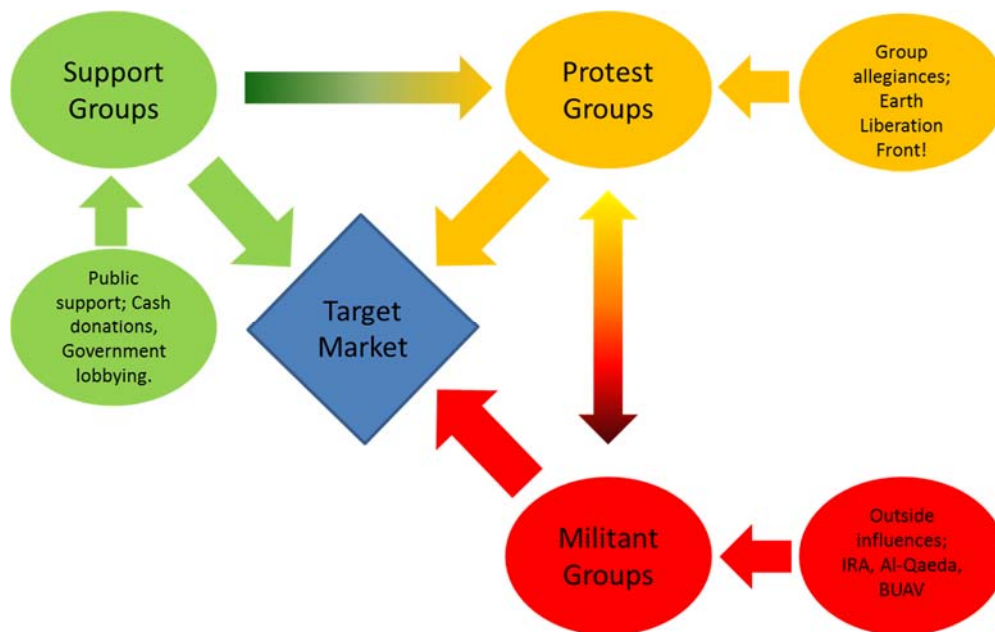 Support
Groups
Protest
Groups
Group
allegiances;
Earth
Liberation
Front!
Public
support; Cash
donations,
Government
lobbying.
Target
Market
Militant
Groups
Outside
influences;
IRA, Al-Qaeda,
BUAV